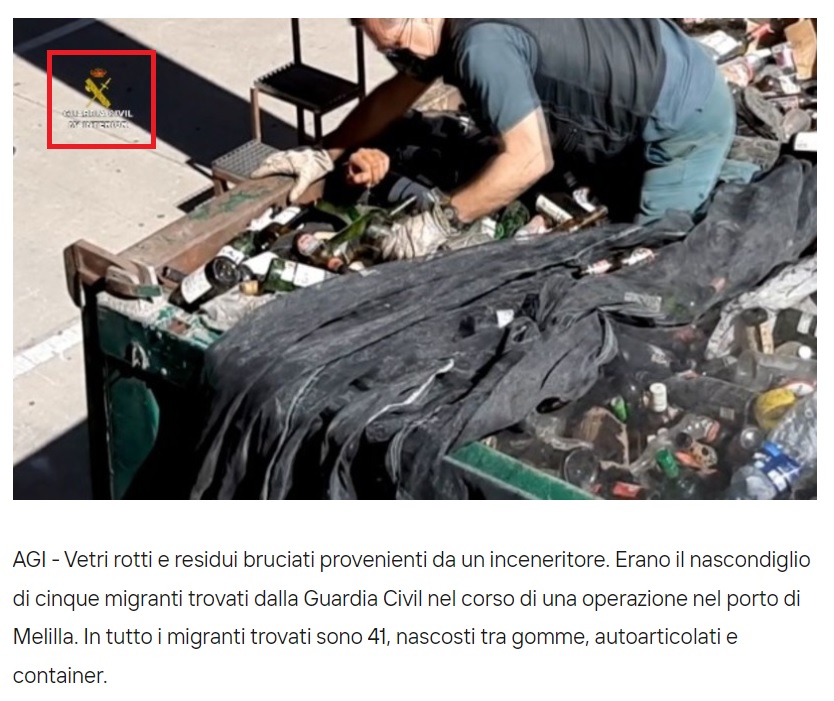 GUARDIA CIVIL
M° INTERIOR
AGI - Vetri rotti e residui bruciati provenienti da un inceneritore. Erano il nascondiglio
di cinque migranti trovati dalla Guardia Civil nel corso di una operazione nel porto di
Melilla. In tutto i migranti trovati sono 41, nascosti tra gomme, autoarticolati e
container.